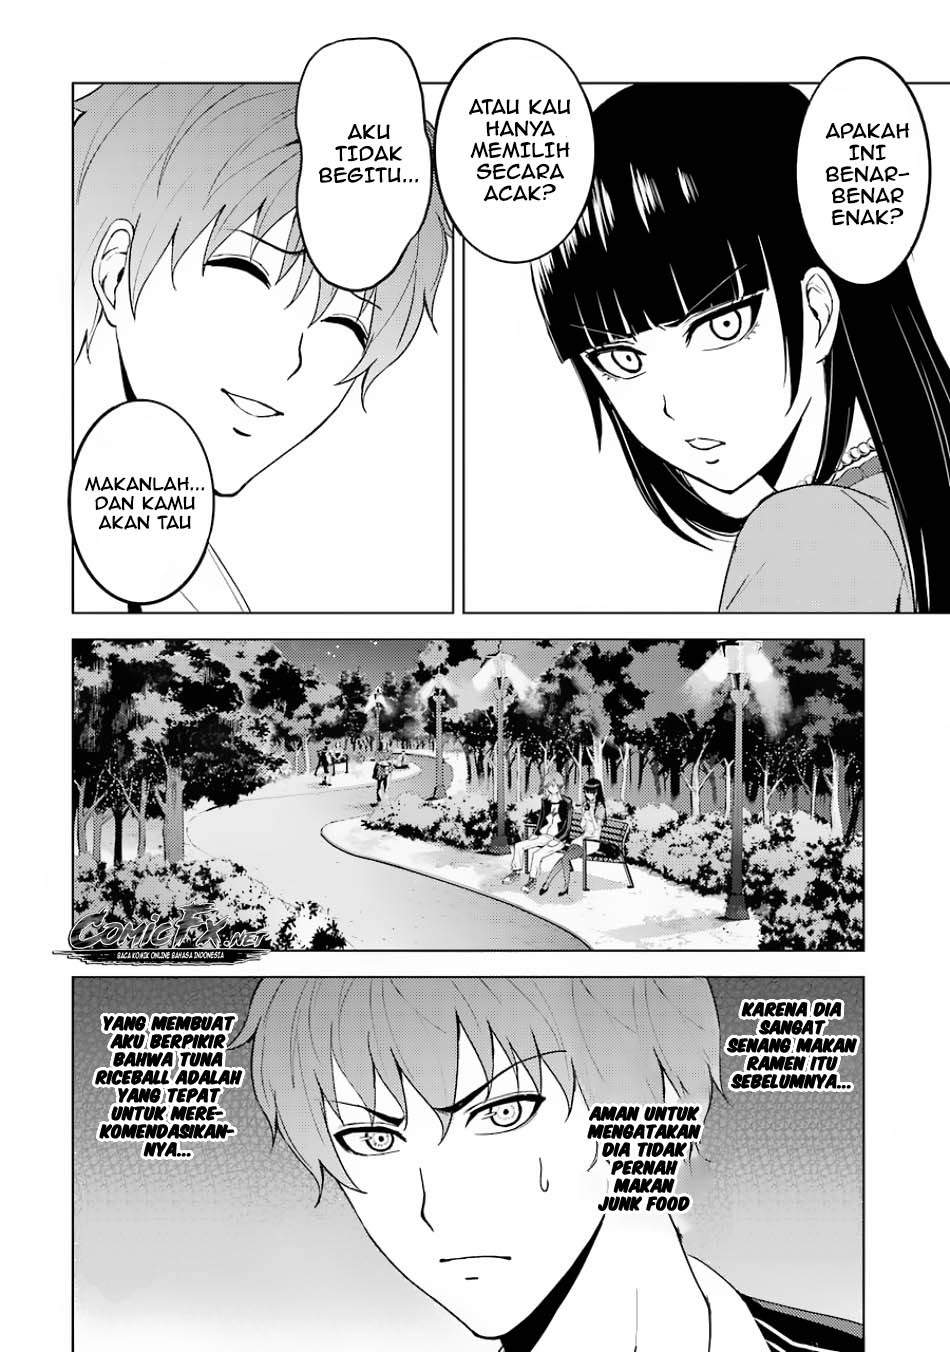 APAKAH
INI
BENAR-
BENAR
ENAK?
ATAU KAU
HANYA
MEMILIH
SECARA
ACAK?
AKU
TIDAK
BEGITU...
MAKANLAH...
DAN KAMU
AKAN TAU
COMICFX.NET
BACA KOMIK ONLINE BAHASA INDONESIA
KARENA DIA
SANGAT
SENANG MAKAN
RAMEN ITU
SEBELUMNYA...
AMAN UNTUK
MENGATAKAN
DIA TIDAK
PERNAH
MAKAN
JUNK FOOD
YANG MEMBUAT
AKU BERPIKIR
BAHWA TUNA
RICEBALL ADALAH
YANG TEPAT
UNTUK MERE-
KOMENDASIKAN-
NYA...